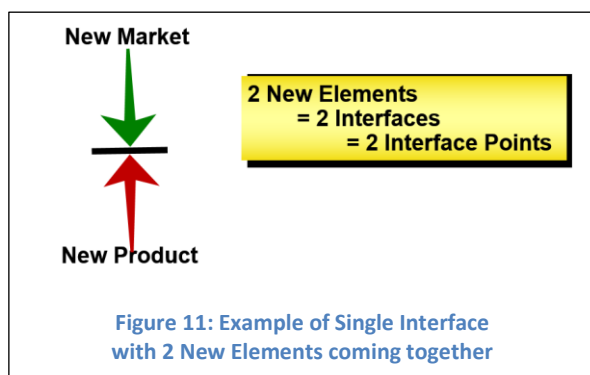 New Market
2 New Elements
= 2 Interfaces
= 2 Interface Points
New Product
Figure 11: Example of Single Interface
with 2 New Elements coming together